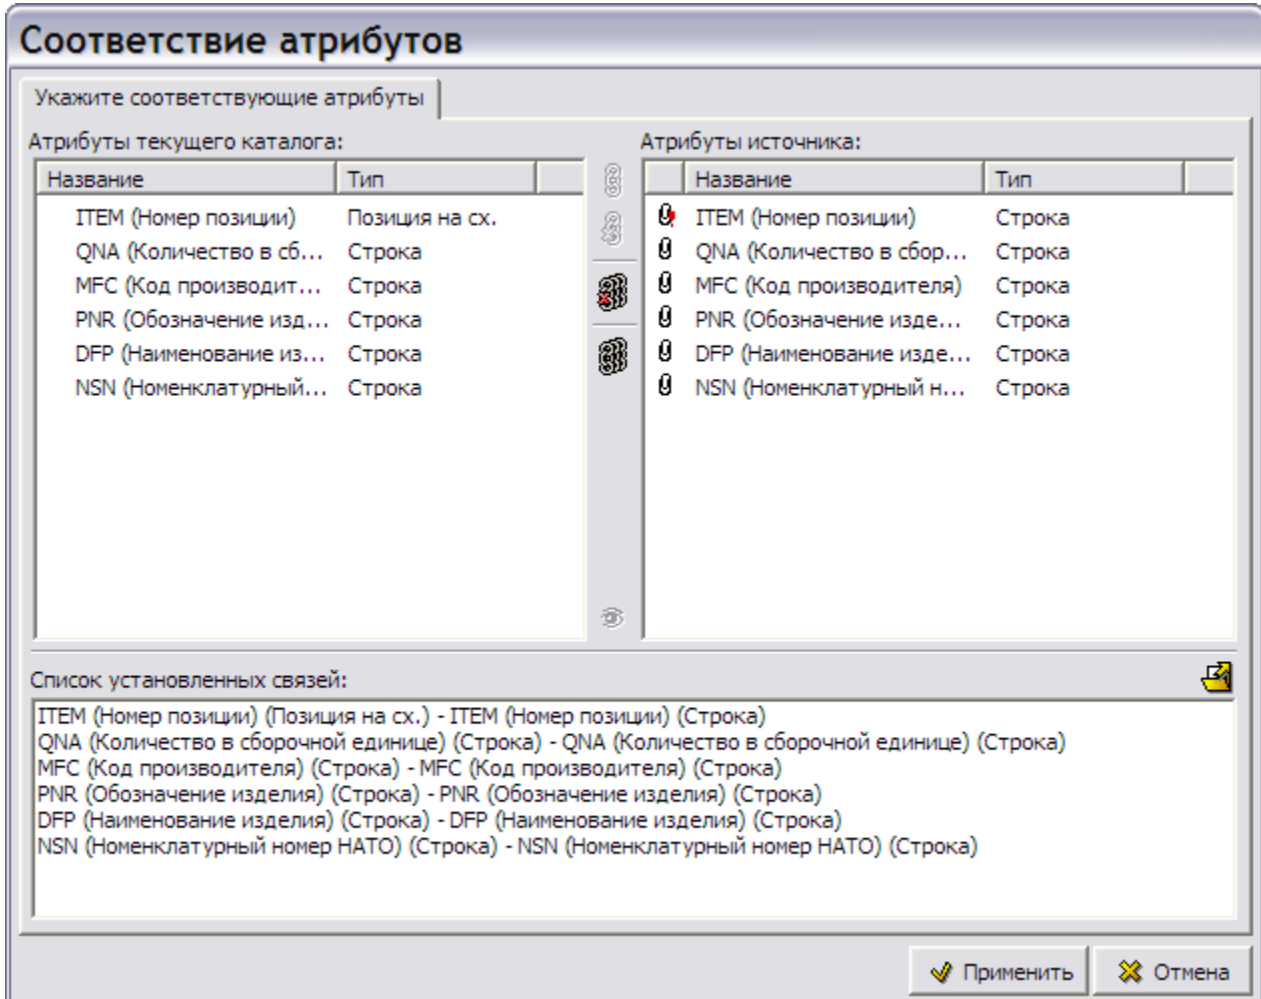 Соответствие атрибутов
Укажите соответствующие атрибуты
Атрибуты текущего каталога:
Название Тип
ITEM (Номер позиции) Позиция на сх.
QNA (Количество в сб... Строка
MFC (Код производит... Строка
PNR (Обозначение изд... Строка
DFP (Наименование из... Строка
NSN (Номенклатурный... Строка
Атрибуты источника:
Название Тип
ITEM (Номер позиции) Строка
QNA (Количество в сбор... Строка
MFC (Код производителя) Строка
PNR (Обозначение изде... Строка
DFP (Наименование изде... Строка
NSN (Номенклатурный н... Строка
Список установленных связей:
ITEM (Номер позиции) (Позиция на сх.) - ITEM (Номер позиции) (Строка)
QNA (Количество в сборочной единице) (Строка) - QNA (Количество в сборочной единице) (Строка)
MFC (Код производителя) (Строка) - MFC (Код производителя) (Строка)
PNR (Обозначение изделия) (Строка) - PNR (Обозначение изделия) (Строка)
DFP (Наименование изделия) (Строка) - DFP (Наименование изделия) (Строка)
NSN (Номенклатурный номер НАТО) (Строка) - NSN (Номенклатурный номер НАТО) (Строка)
Применить
Отмена